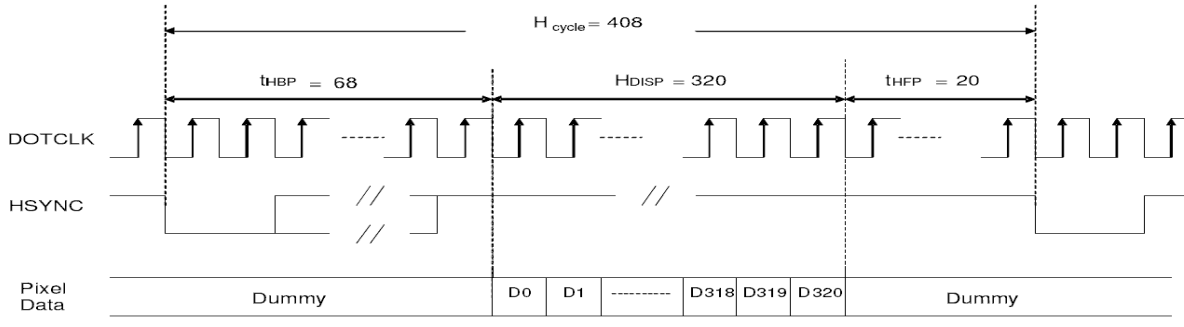 H cycle = 408
tHBP = 68
HDISP = 320
tHFP = 20
DOTCLK
HSYNC
Pixel
Data
Dummy
D0
D1
D318
D319
D320
Dummy